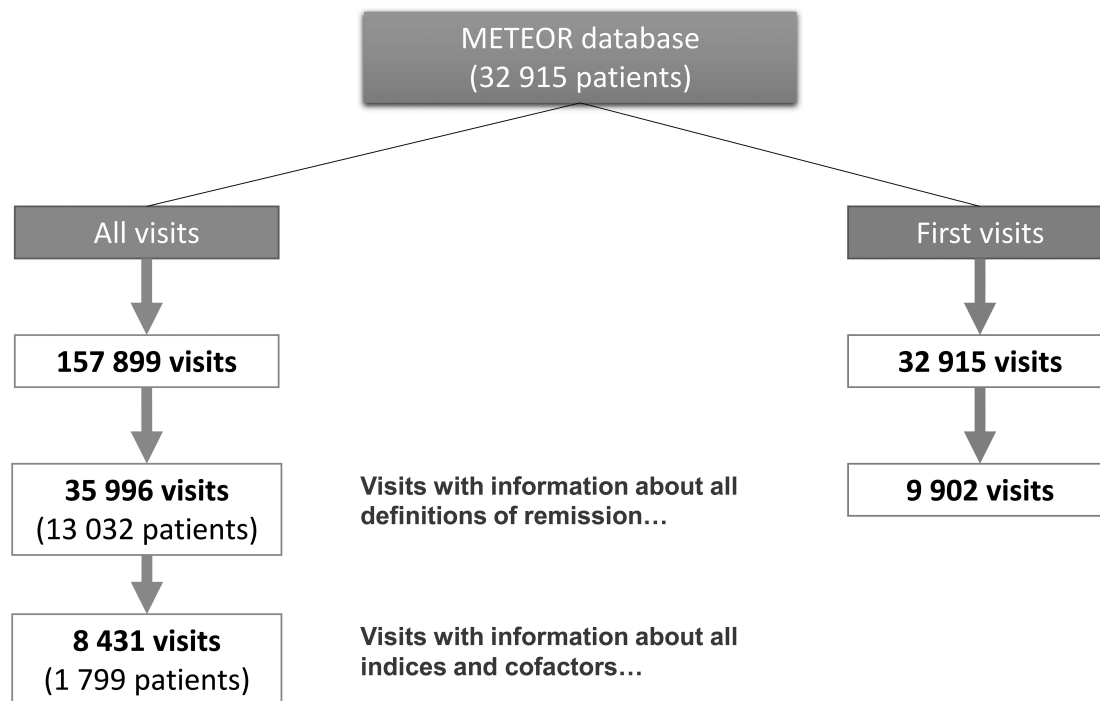 METEOR database
(32 915 patients)
All visits
First visits
157 899 visits
32 915 visits
35 996 visits
(13 032 patients)
Visits with information about all
definitions of remission…
9 902 visits
8 431 visits
(1 799 patients)
Visits with information about all
indices and cofactors…